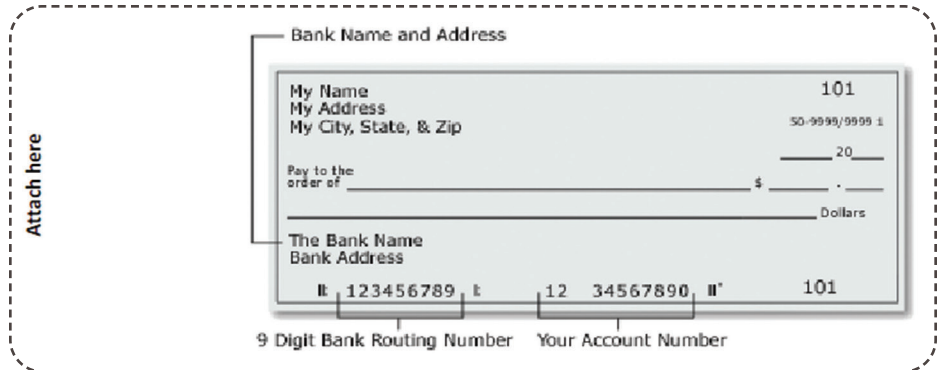 Bank Name and Address
My Name 101
My Address
My City, State, & Zip 50-9999/9999 1
20
Pay to the
order of $ .
Dollars
The Bank Name
Bank Address
⑆ 123456789 ⑆ 12 34567890 ⑈ 101
9 Digit Bank Routing Number Your Account Number
Attach here